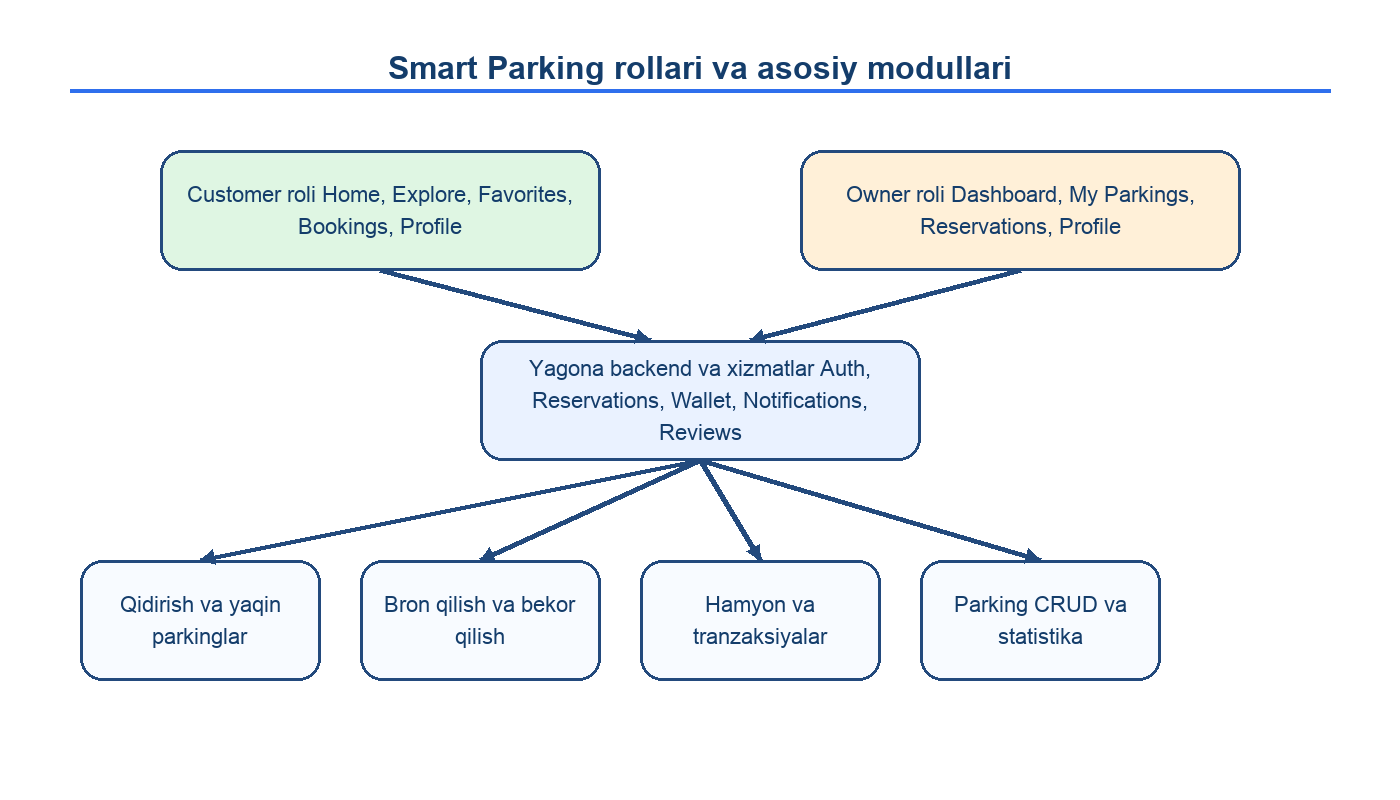 Smart Parking rollari va asosiy modullari
Customer roli Home, Explore, Favorites,
Bookings, Profile
Owner roli Dashboard, My Parkings,
Reservations, Profile
Yagona backend va xizmatlar Auth,
Reservations, Wallet, Notifications,
Reviews
Qidirish va yaqin
parkinglar
Bron qilish va bekor
qilish
Hamyon va
tranzaksiyalar
Parking CRUD va
statistika